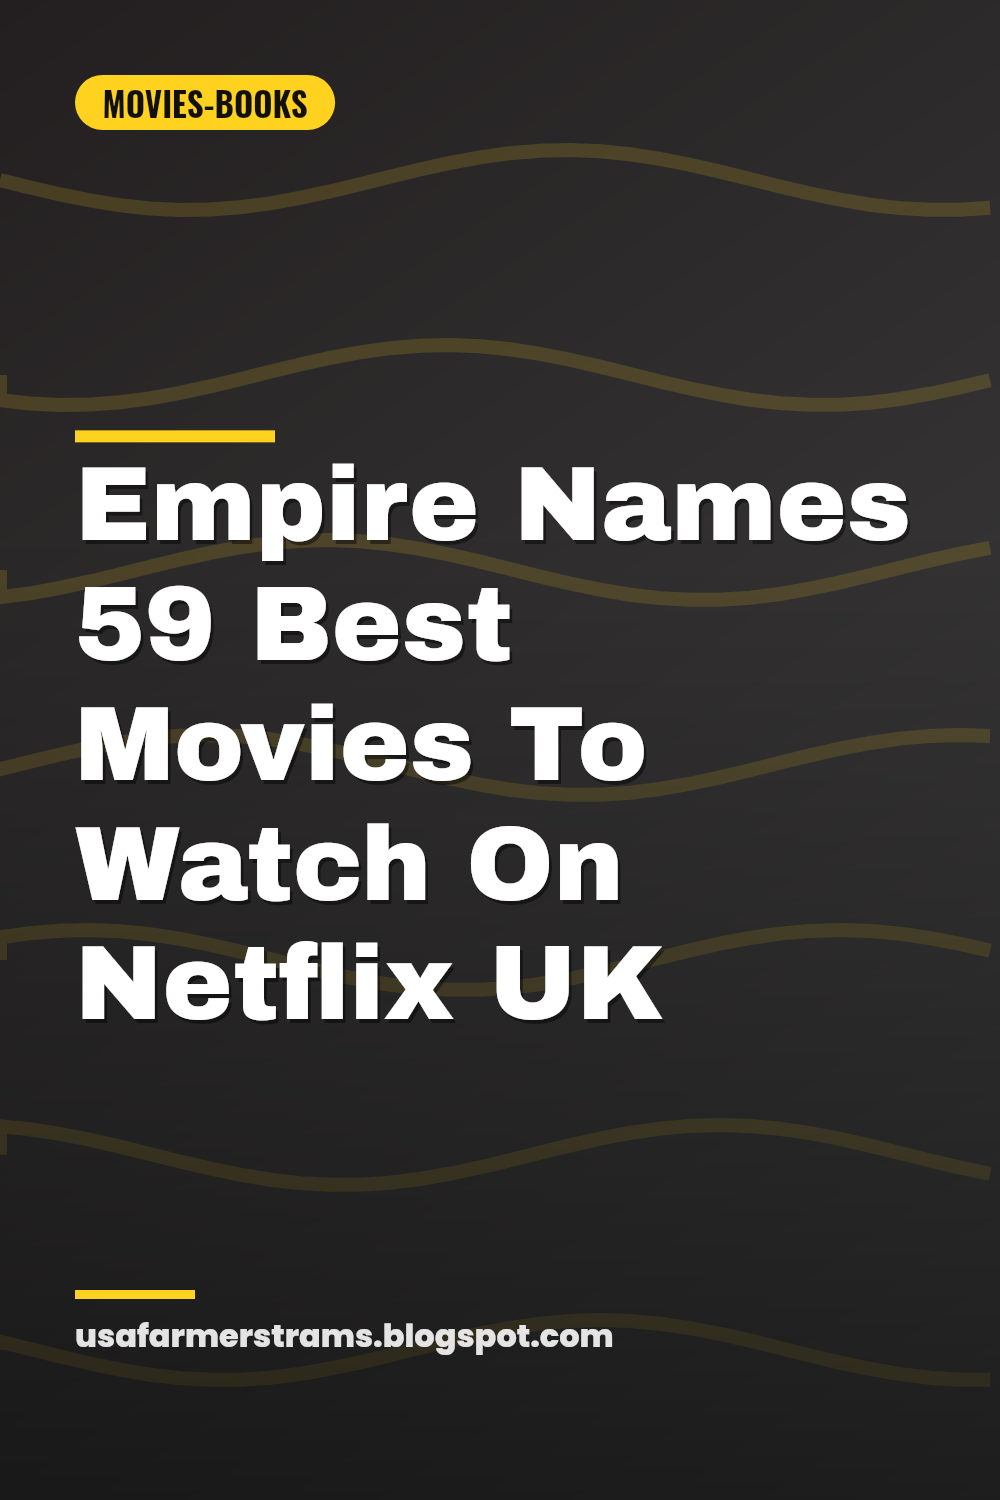 MOVIES-BOOKS
Empire Names
59 Best
Movies To
Watch On
Netflix UK
usafarmerstrams.blogspot.com